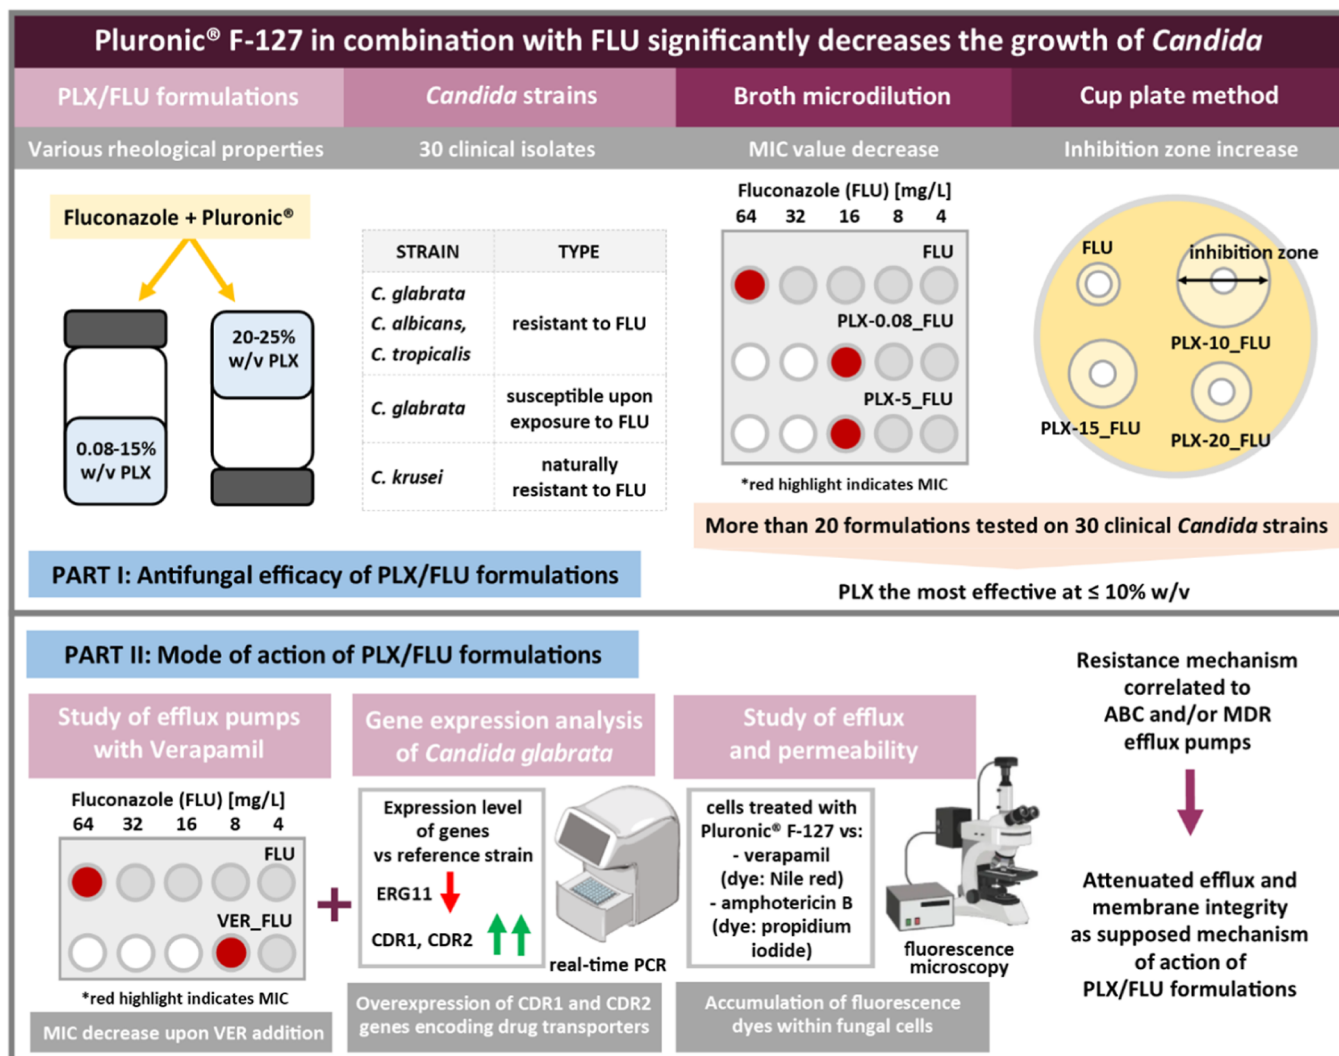 Pluronic® F-127 in combination with FLU significantly decreases the growth of Candida
PLX/FLU formulations
Candida strains
Broth microdilution
Cup plate method
Various rheological properties
30 clinical isolates
MIC value decrease
Inhibition zone increase
Fluconazole + Pluronic®
20-25%
w/v PLX
0.08-15%
w/v PLX
STRAIN TYPE
C. glabrata
C. albicans,
C. tropicalis
resistant to FLU
C. glabrata
susceptible upon
exposure to FLU
C. krusei
naturally
resistant to FLU
Fluconazole (FLU) [mg/L]
64 32 16 8 4
FLU
PLX-0.08_FLU
PLX-5_FLU
*red highlight indicates MIC
FLU
inhibition zone
PLX-10_FLU
PLX-15_FLU
PLX-20_FLU
More than 20 formulations tested on 30 clinical Candida strains
PLX the most effective at ≤ 10% w/v
PART I: Antifungal efficacy of PLX/FLU formulations
PART II: Mode of action of PLX/FLU formulations
Study of efflux pumps
with Verapamil
Fluconazole (FLU) [mg/L]
64 32 16 8 4
FLU
VER_FLU
*red highlight indicates MIC
MIC decrease upon VER addition
+
Gene expression analysis
of Candida glabrata
Expression level
of genes
vs reference strain
ERG11
CDR1, CDR2
real-time PCR
Overexpression of CDR1 and CDR2
genes encoding drug transporters
Study of efflux
and permeability
cells treated with
Pluronic® F-127 vs:
- verapamil
(dye: Nile red)
- amphotericin B
(dye: propidium
iodide)
fluorescence
microscopy
Accumulation of fluorescence
dyes within fungal cells
Resistance mechanism
correlated to
ABC and/or MDR
efflux pumps
Attenuated efflux and
membrane integrity
as supposed mechanism
of action of
PLX/FLU formulations